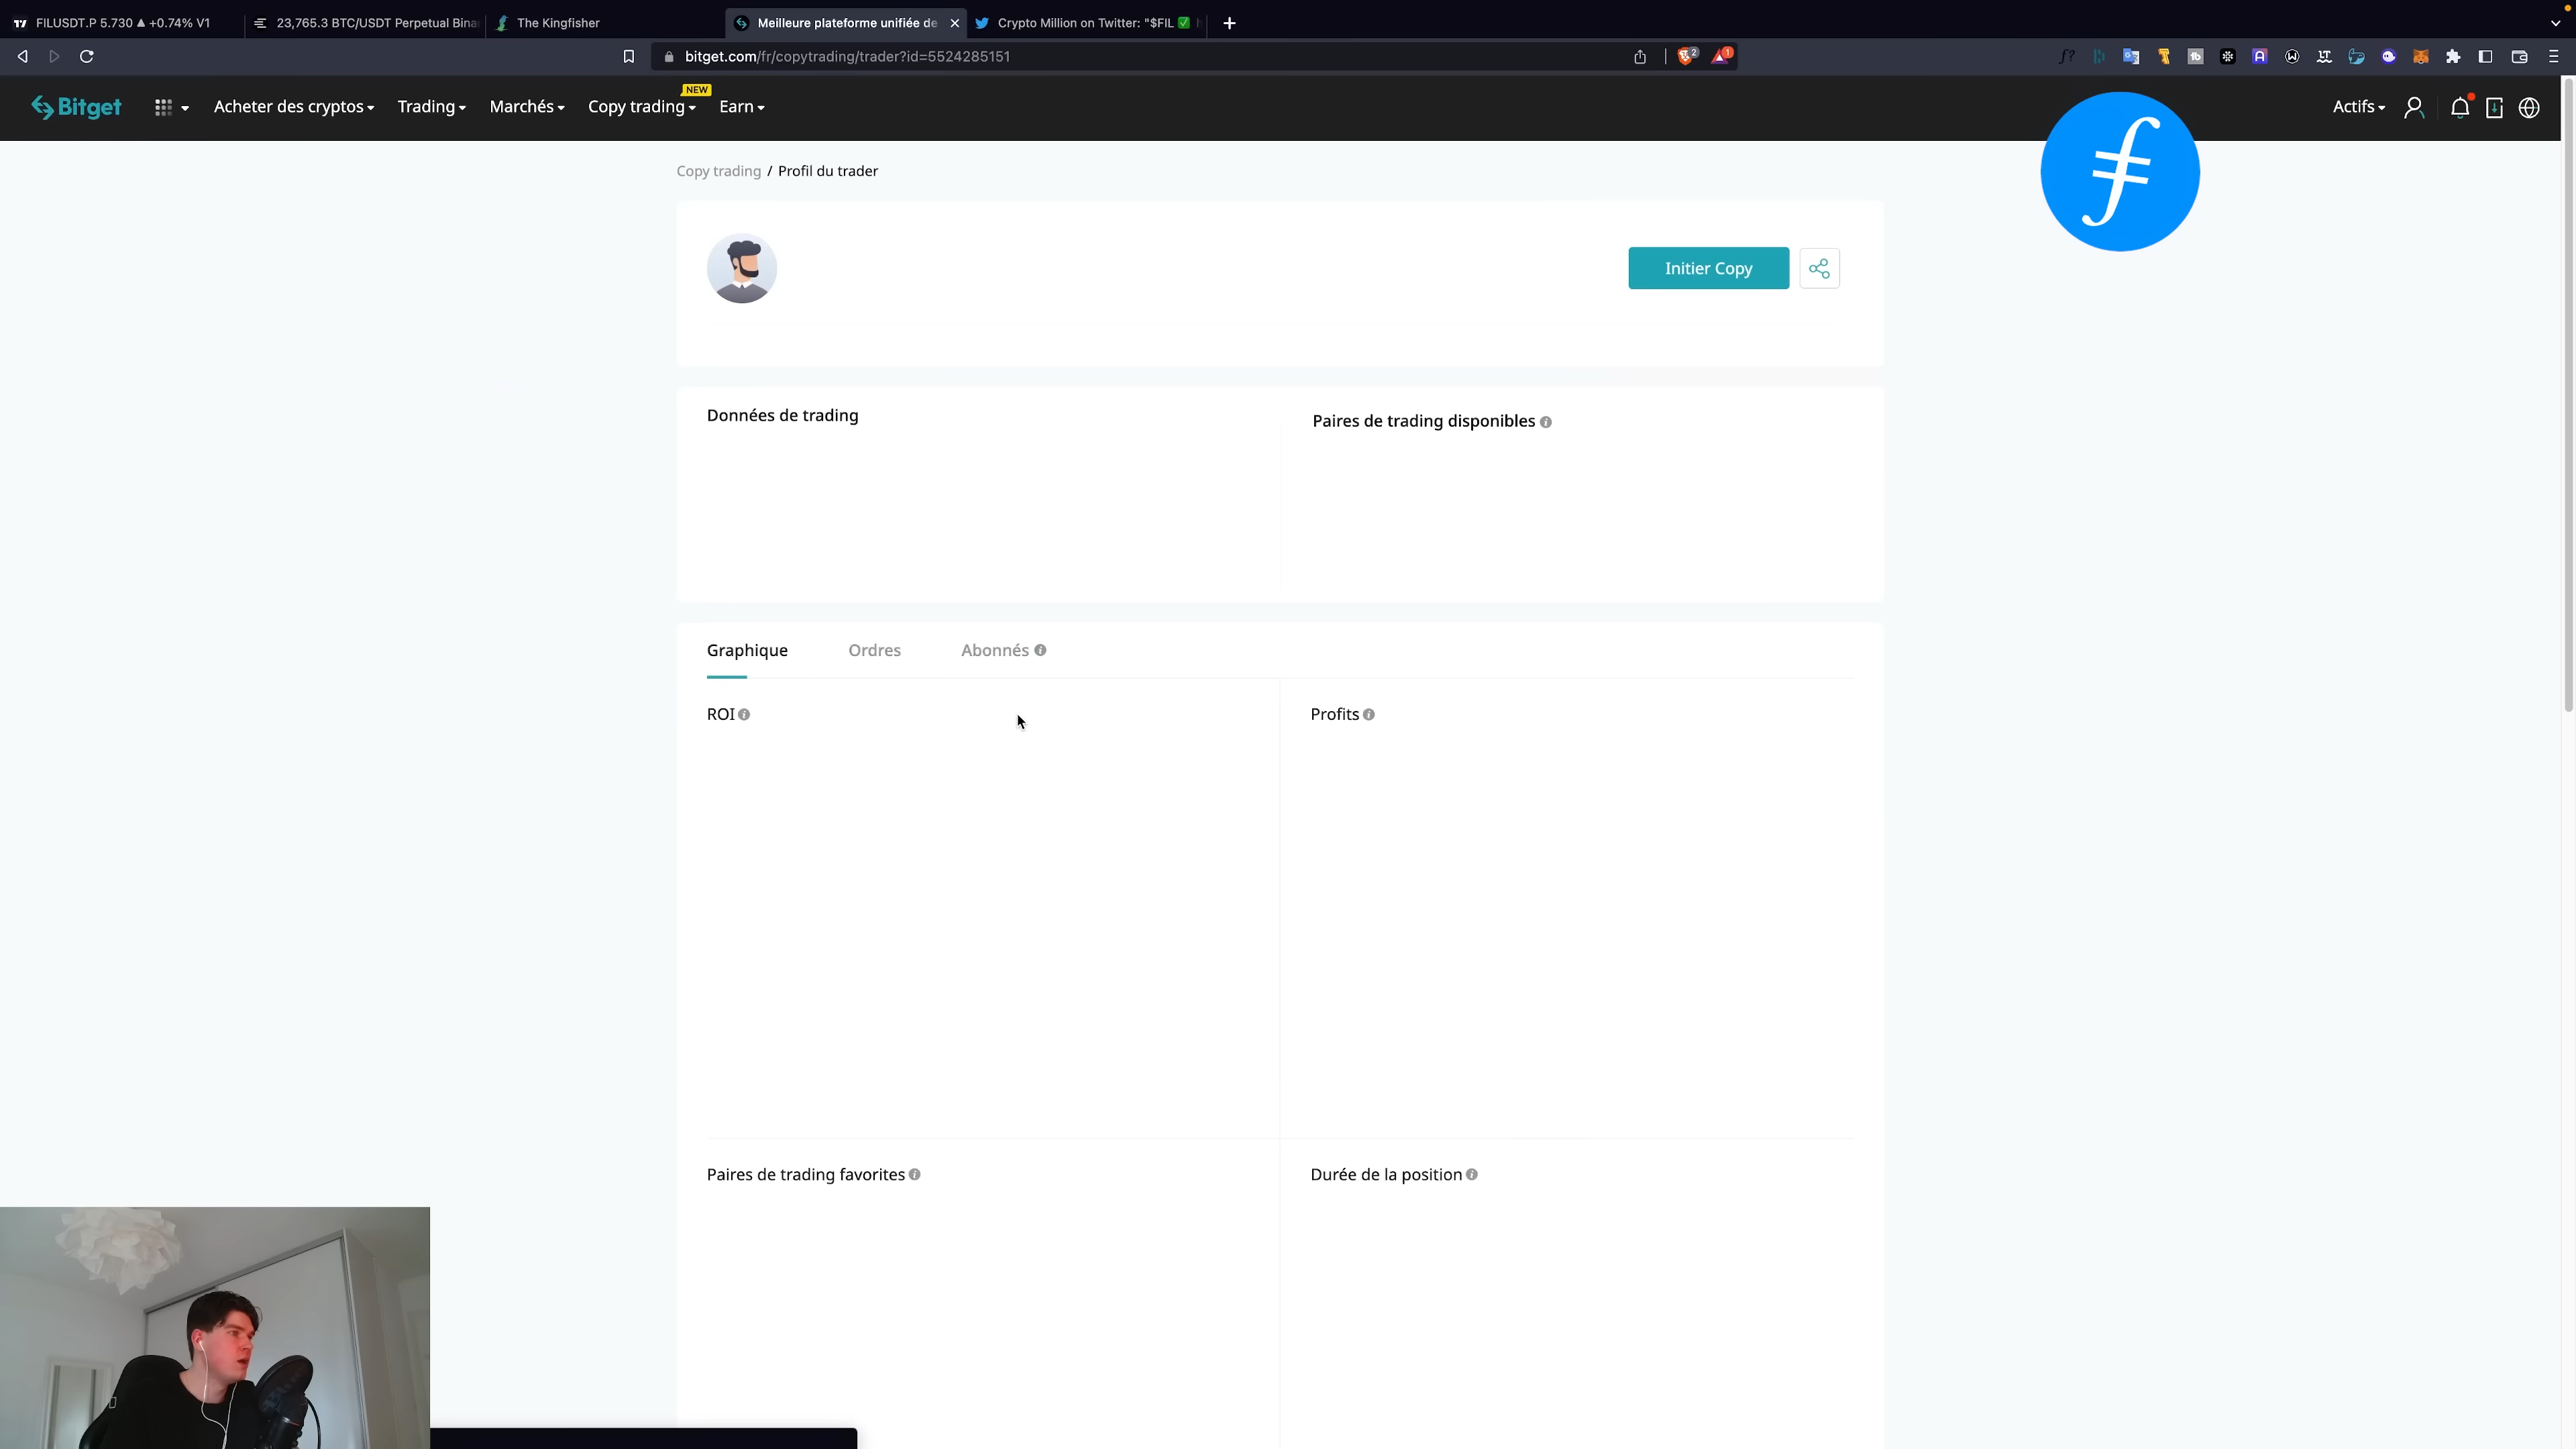 FILUSDT.P 5.730 ▲ +0.74% V1
23,765.3 BTC/USDT Perpetual Bina
The Kingfisher
Meilleure plateforme unifiée de
Crypto Million on Twitter: "$FIL ✅
bitget.com/fr/copytrading/trader?id=5524285151
2
1
Bitget
Acheter des cryptos
Trading
Marchés
Copy trading
NEW
Earn
Actifs
Copy trading / Profil du trader
Initier Copy
Données de trading
Paires de trading disponibles
Graphique
Ordres
Abonnés
ROI
Profits
Paires de trading favorites
Durée de la position